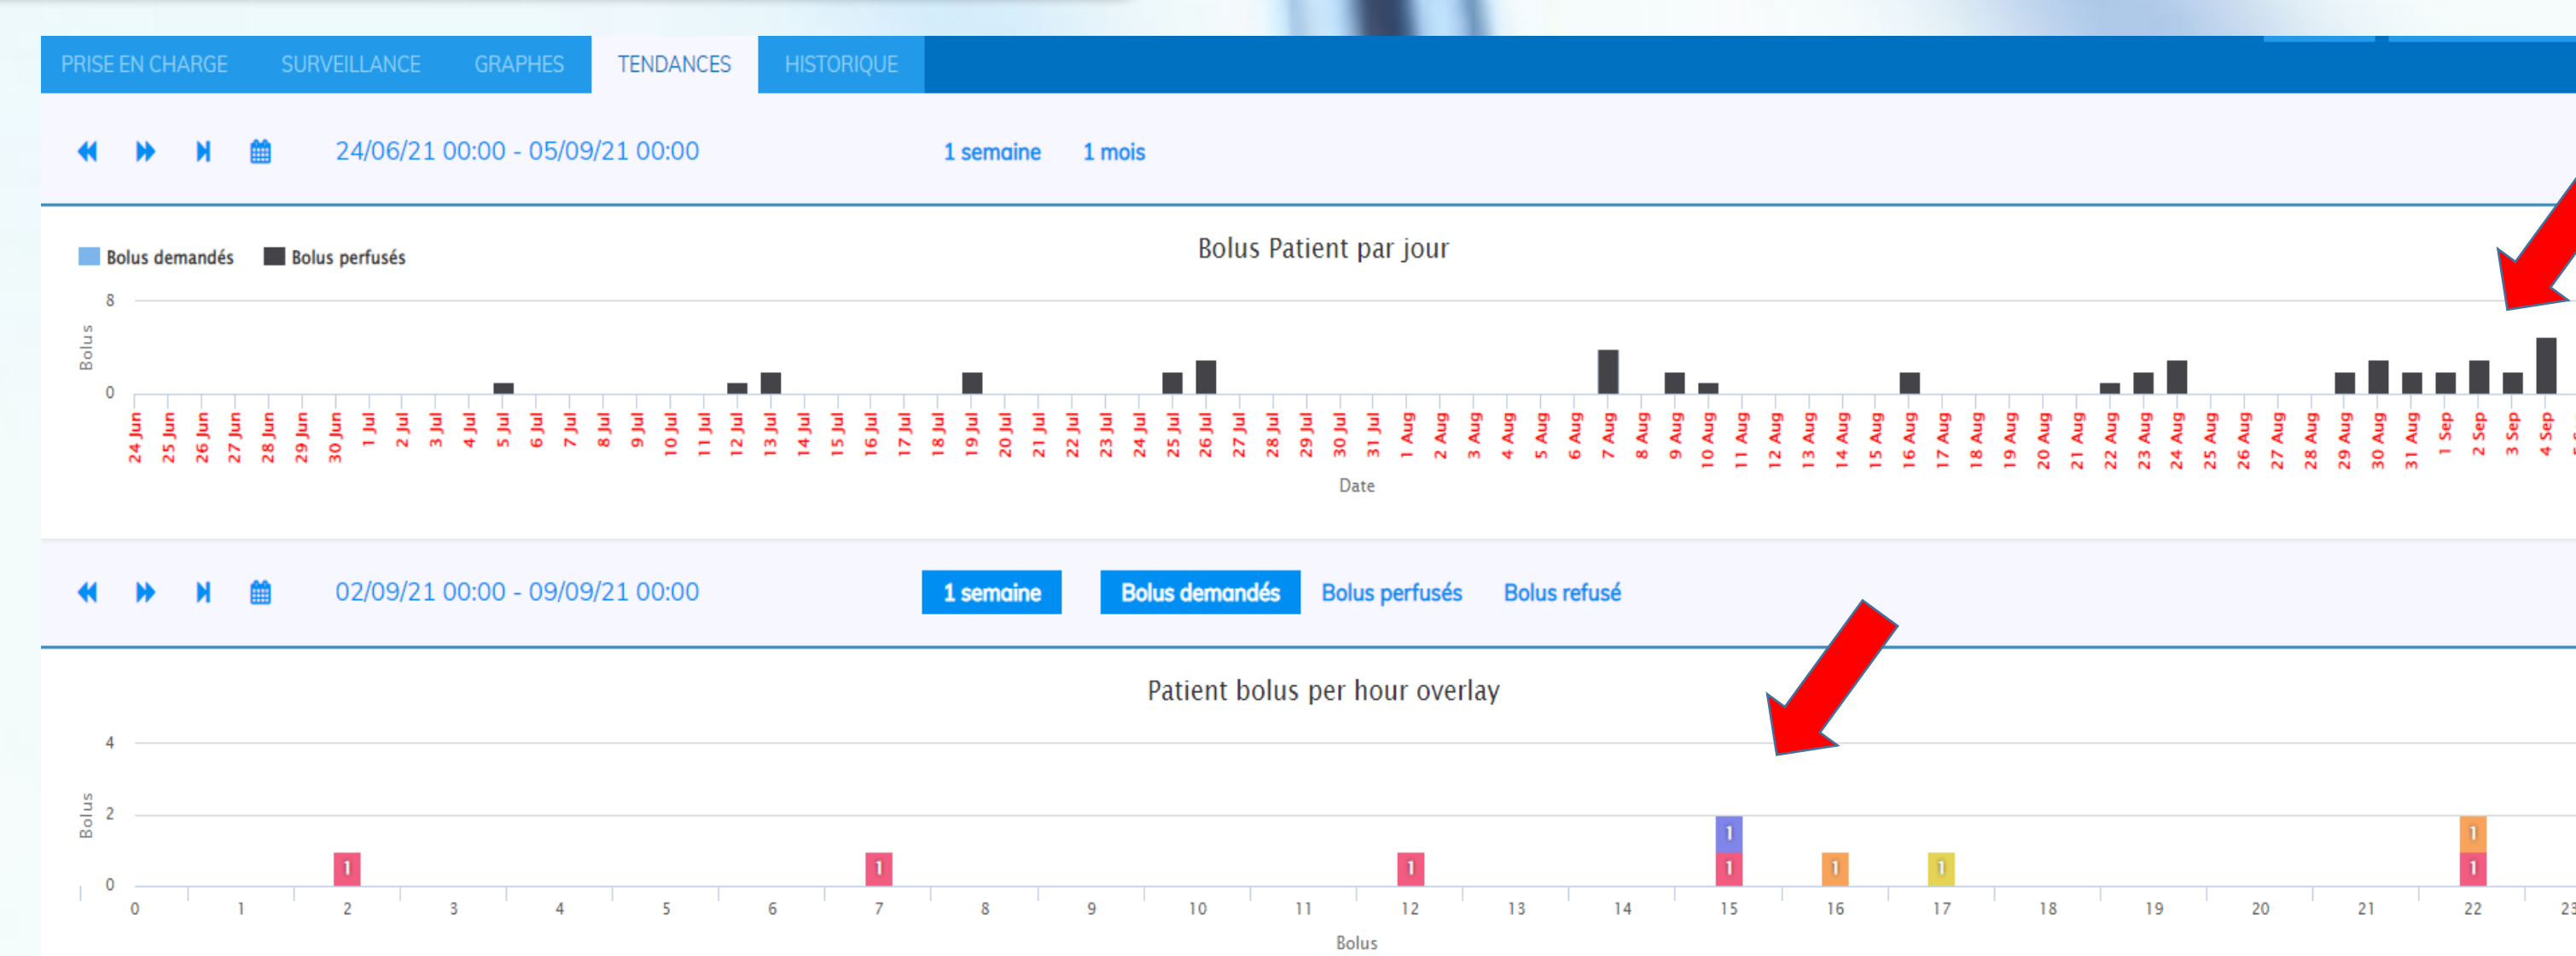 PRISE EN CHARGE SURVEILLANCE GRAPHES TENDANCES HISTORIQUE
24/06/21 00:00 - 05/09/21 00:00 1 semaine 1 mois
Bolus Patient par jour
Bolus demandés Bolus perfusés
8
Bolus
0
24 Jun 25 Jun 26 Jun 27 Jun 28 Jun 29 Jun 30 Jun 1 Jul 2 Jul 3 Jul 4 Jul 5 Jul 6 Jul 7 Jul 8 Jul 9 Jul 10 Jul 11 Jul 12 Jul 13 Jul 14 Jul 15 Jul 16 Jul 17 Jul 18 Jul 19 Jul 20 Jul 21 Jul 22 Jul 23 Jul 24 Jul 25 Jul 26 Jul 27 Jul 28 Jul 29 Jul 30 Jul 31 Jul 1 Aug 2 Aug 3 Aug 4 Aug 5 Aug 6 Aug 7 Aug 8 Aug 9 Aug 10 Aug 11 Aug 12 Aug 13 Aug 14 Aug 15 Aug 16 Aug 17 Aug 18 Aug 19 Aug 20 Aug 21 Aug 22 Aug 23 Aug 24 Aug 25 Aug 26 Aug 27 Aug 28 Aug 29 Aug 30 Aug 31 Aug 1 Sep 2 Sep 3 Sep 4 Sep
Date
02/09/21 00:00 - 09/09/21 00:00 1 semaine Bolus demandés Bolus perfusés Bolus refusé
Patient bolus per hour overlay
4
Bolus
2
1 1
1 1 1 1 1 1 1
0
0 1 2 3 4 5 6 7 8 9 10 11 12 13 14 15 16 17 18 19 20 21 22 23
Bolus